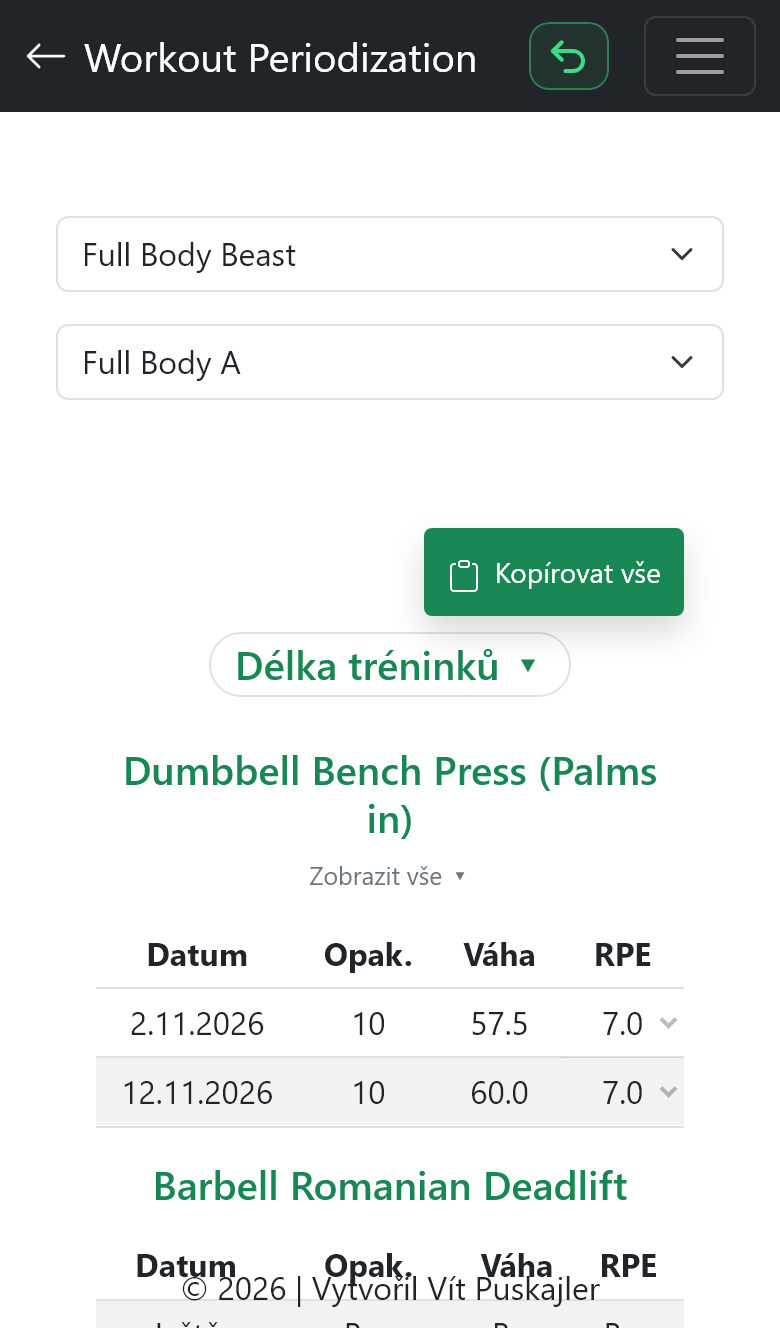 Workout Periodization
Full Body Beast
Full Body A
Kopírovat vše
Délka tréninků ▼
Dumbbell Bench Press (Palms
in)
Zobrazit vše ▼
Datum Opak. Váha RPE
2.11.2026 10 57.5 7.0
12.11.2026 10 60.0 7.0
Barbell Romanian Deadlift
Datum Opak. Váha RPE
© 2026 | Vytvořil Vít Puskajler